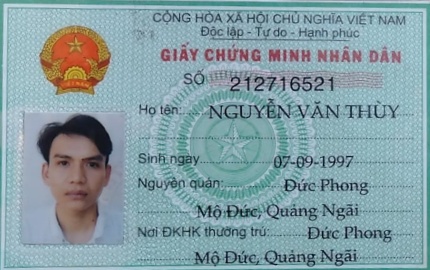 CỘNG HÒA XÃ HỘI CHỦ NGHĨA VIỆT NAM
Độc lập - Tự do - Hạnh phúc
GIẤY CHỨNG MINH NHÂN DÂN
SỐ 212716521
Họ tên: NGUYỄN VĂN THÙY
Sinh ngày 07-09-1997
Nguyên quán: Đức Phong
Mộ Đức, Quảng Ngãi
Nơi ĐKHK thường trú: Đức Phong
Mộ Đức, Quảng Ngãi